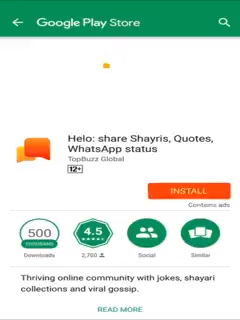 Google Play Store
Helo: share Shayris, Quotes,
WhatsApp status
TopBuzz Global
12+
INSTALL
Contains ads
500
4.5
Downloads
2,700
Social
Similar
Thriving online community with jokes, shayari
collections and viral gossip.
READ MORE